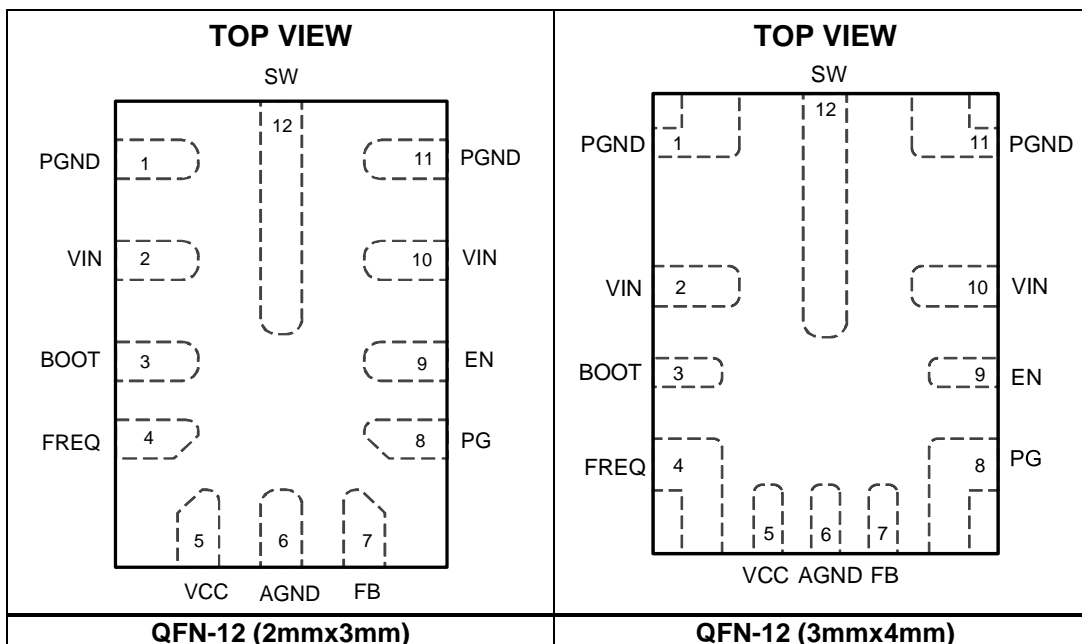 TOP VIEW
SW
12
PGND 1 11 PGND
VIN 2 10 VIN
BOOT 3 9 EN
FREQ 4 8 PG
5 6 7
VCC AGND FB
QFN-12 (2mmx3mm)
TOP VIEW
SW
12
PGND 1 11 PGND
VIN 2 10 VIN
BOOT 3 9 EN
FREQ 4 8 PG
5 6 7
VCC AGND FB
QFN-12 (3mmx4mm)